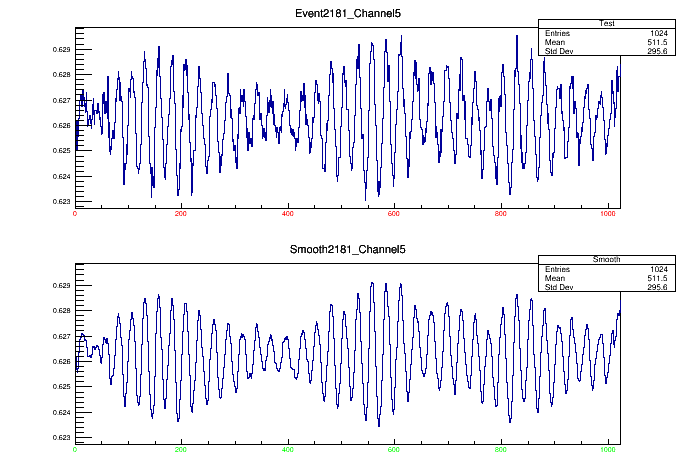 Event2181_Channel5
Test
Entries 1024
Mean 511.5
Std Dev 295.6
0.629
0.628
0.627
0.626
0.625
0.624
0.623
0 200 400 600 800 1000
Smooth2181_Channel5
Smooth
Entries 1024
Mean 511.5
Std Dev 295.6
0.629
0.628
0.627
0.626
0.625
0.624
0.623
0 200 400 600 800 1000